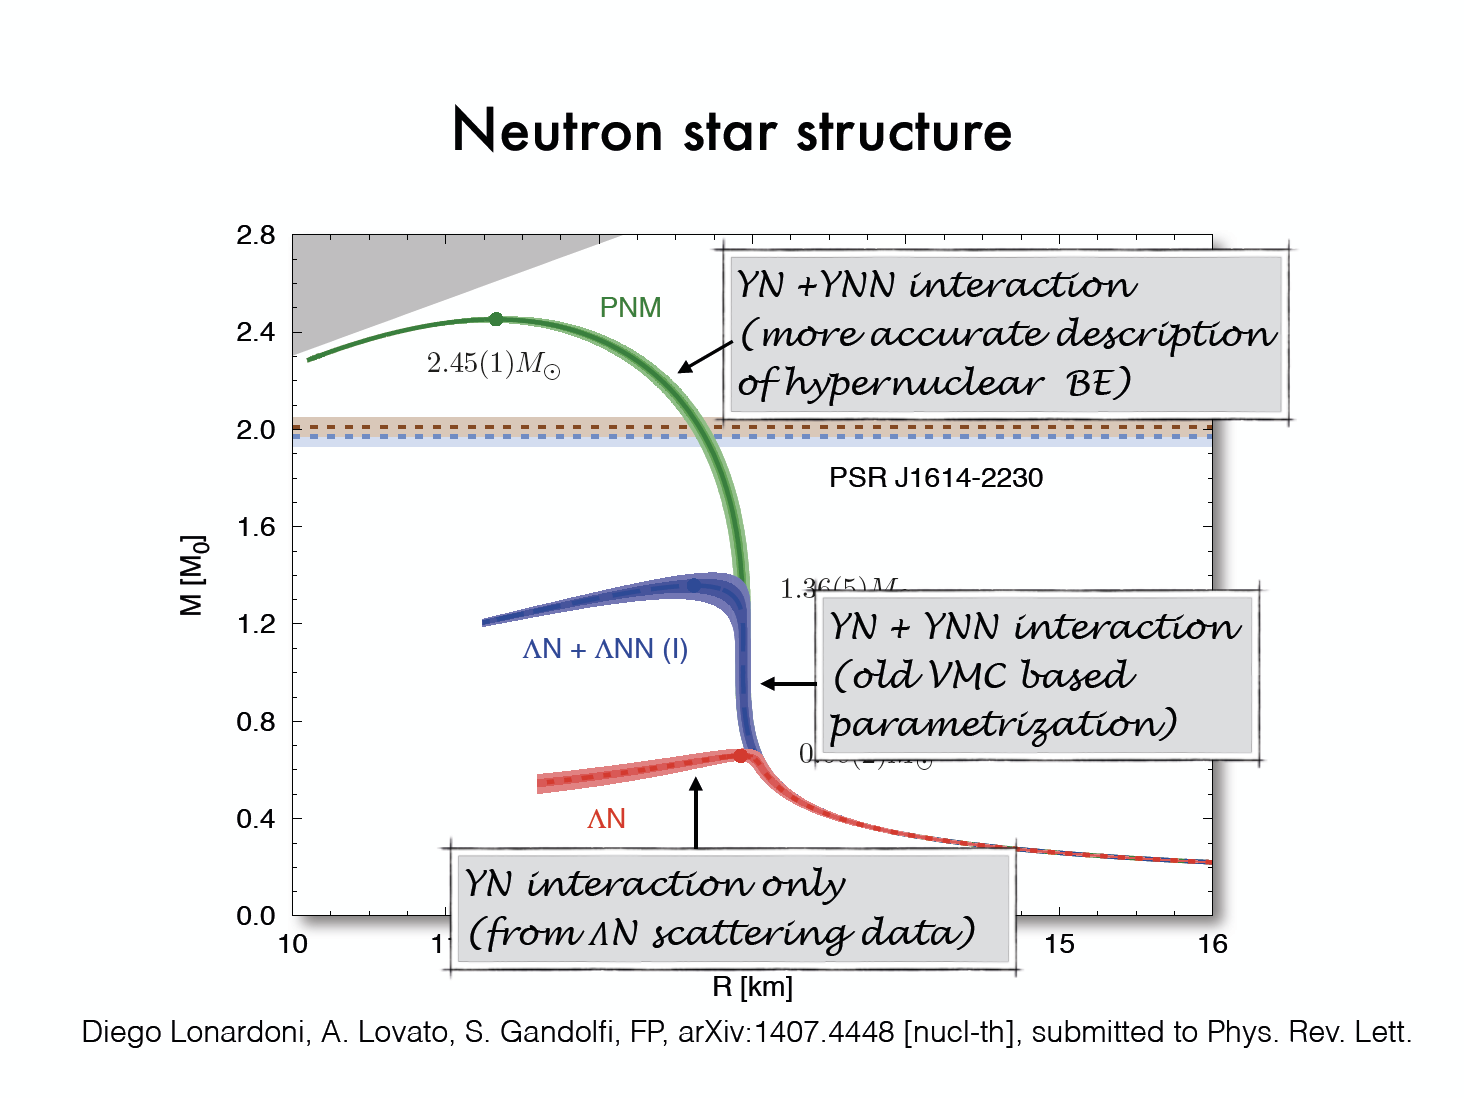 Neutron star structure
2.8
2.4
2.0
1.6
1.2
0.8
0.4
0.0
M [M0]
PNM
2.45(1)M⊙
YN +YNN interaction
(more accurate description
of hypernuclear BE)
PSR J1614-2230
1.36(5)M
ΛN + ΛNN (I)
YN + YNN interaction
(old VMC based
parametrization)
ΛN
YN interaction only
(from ΛN scattering data)
10
15
16
R [km]
Diego Lonardoni, A. Lovato, S. Gandolfi, FP, arXiv:1407.4448 [nucl-th], submitted to Phys. Rev. Lett.